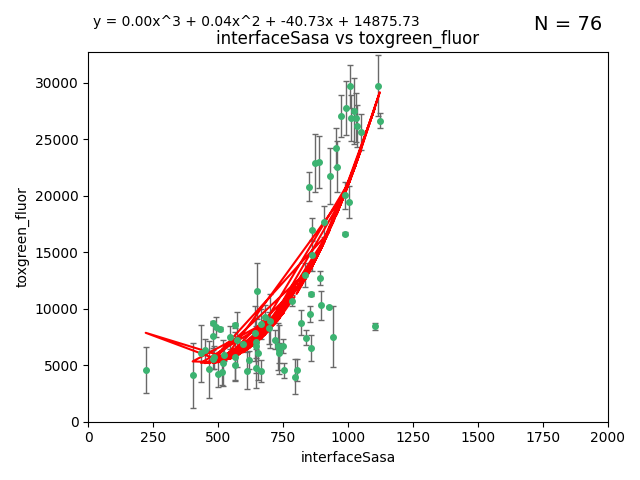 y = 0.00x^3 + 0.04x^2 + -40.73x + 14875.73
N = 76
interfaceSasa vs toxgreen_fluor
30000
25000
20000
15000
10000
5000
0
toxgreen_fluor
0 250 500 750 1000 1250 1500 1750 2000
interfaceSasa